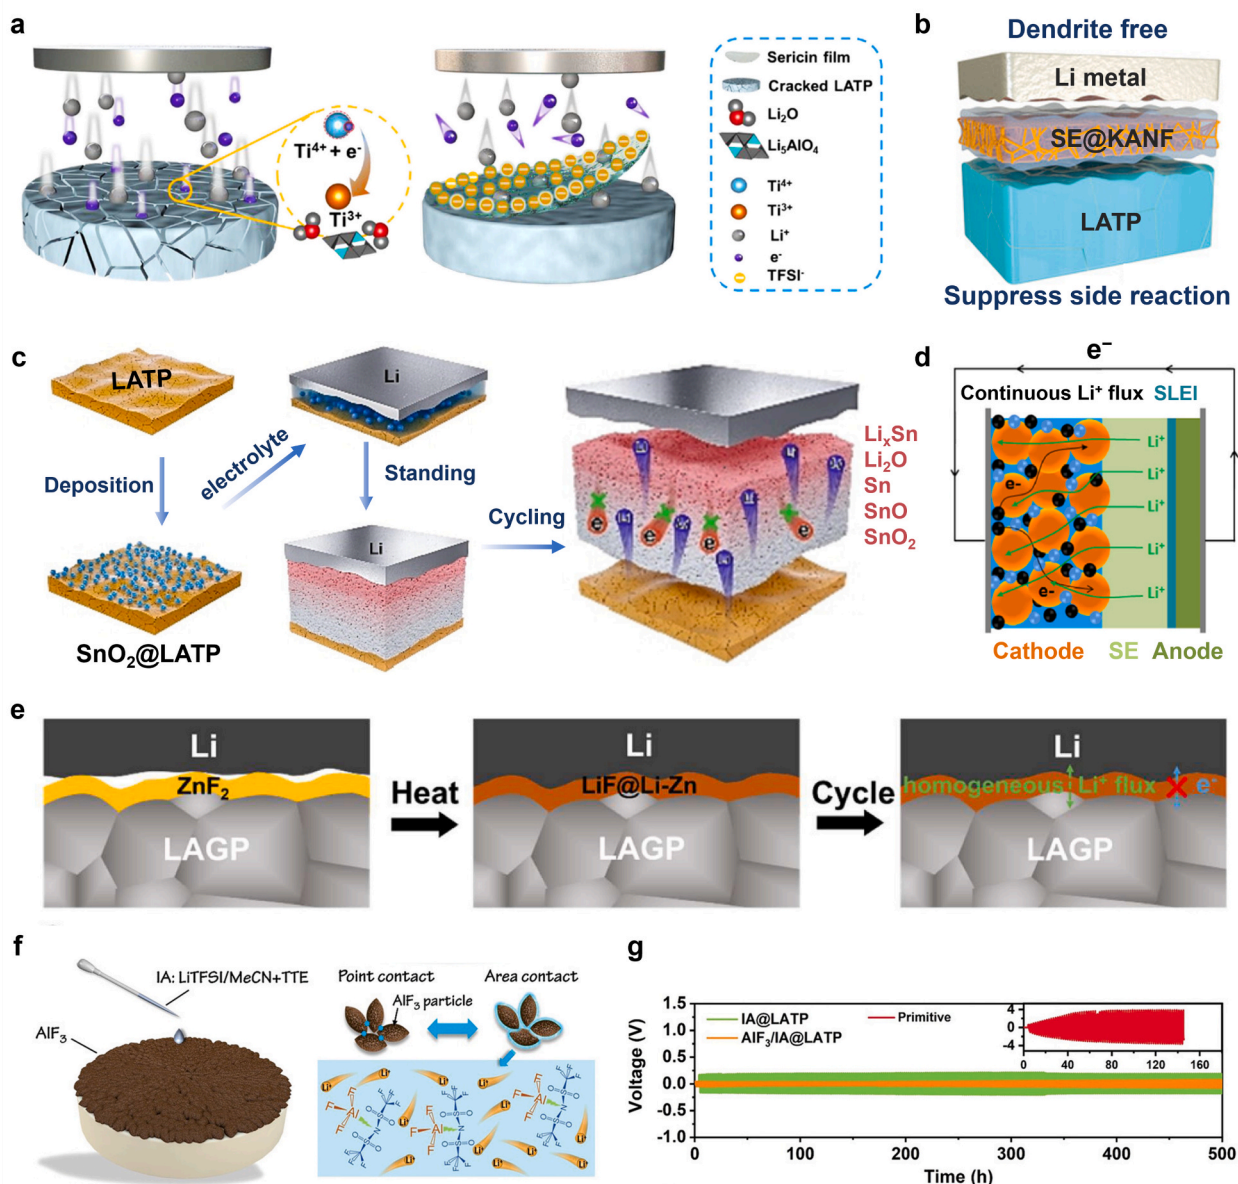 a
Ti⁴⁺ + e⁻
Ti³⁺
Sericin film
Cracked LATP
Li₂O
Li₅AlO₄
Ti⁴⁺
Ti³⁺
Li⁺
e⁻
TFSI⁻
b
Dendrite free
Li metal
SE@KANF
LATP
Suppress side reaction
c
LATP
Deposition
SnO₂@LATP
electrolyte
Li
Standing
Li
Cycling
e
e
e
e
LiₓSn
Li₂O
Sn
SnO
SnO₂
d
e⁻
Continuous Li⁺ flux SLEI
Li⁺
Li⁺
e-
Li⁺
Li⁺
e-
Li⁺
Cathode SE Anode
e
Li
ZnF₂
LAGP
Heat
Li
LiF@Li-Zn
LAGP
Cycle
Li
homogeneous Li⁺ flux e⁻
LAGP
f
IA: LiTFSI/MeCN+TTE
AlF₃
Point contact Area contact
AlF₃ particle
g
Voltage (V)
1.5
1.0
0.5
0.0
-0.5
-1.0
IA@LATP
AlF₃/IA@LATP
Primitive
4
0
-4
0 40 80 120 160
0 100 200 300 400 500
Time (h)